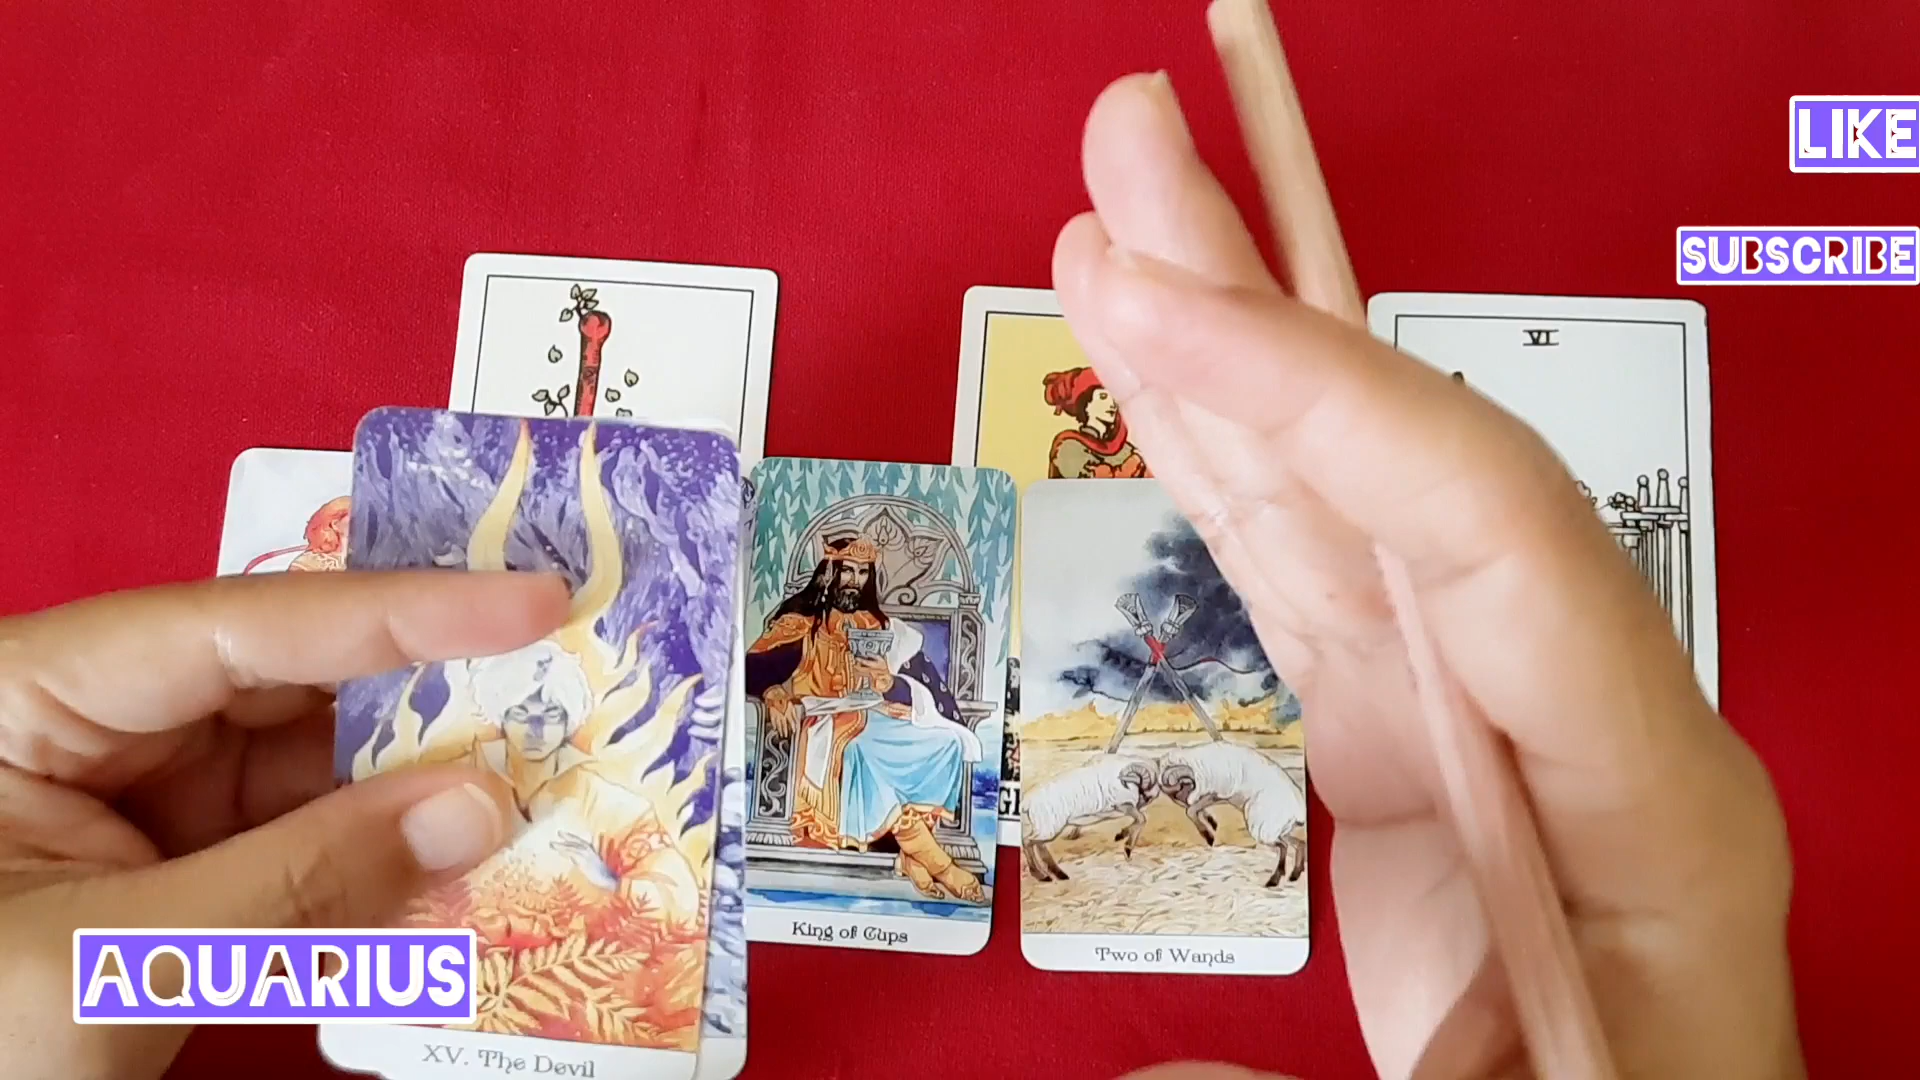 LIKE
SUBSCRIBE
VI
King of Cups
Two of Wands
AQUARIUS
XV. The Devil